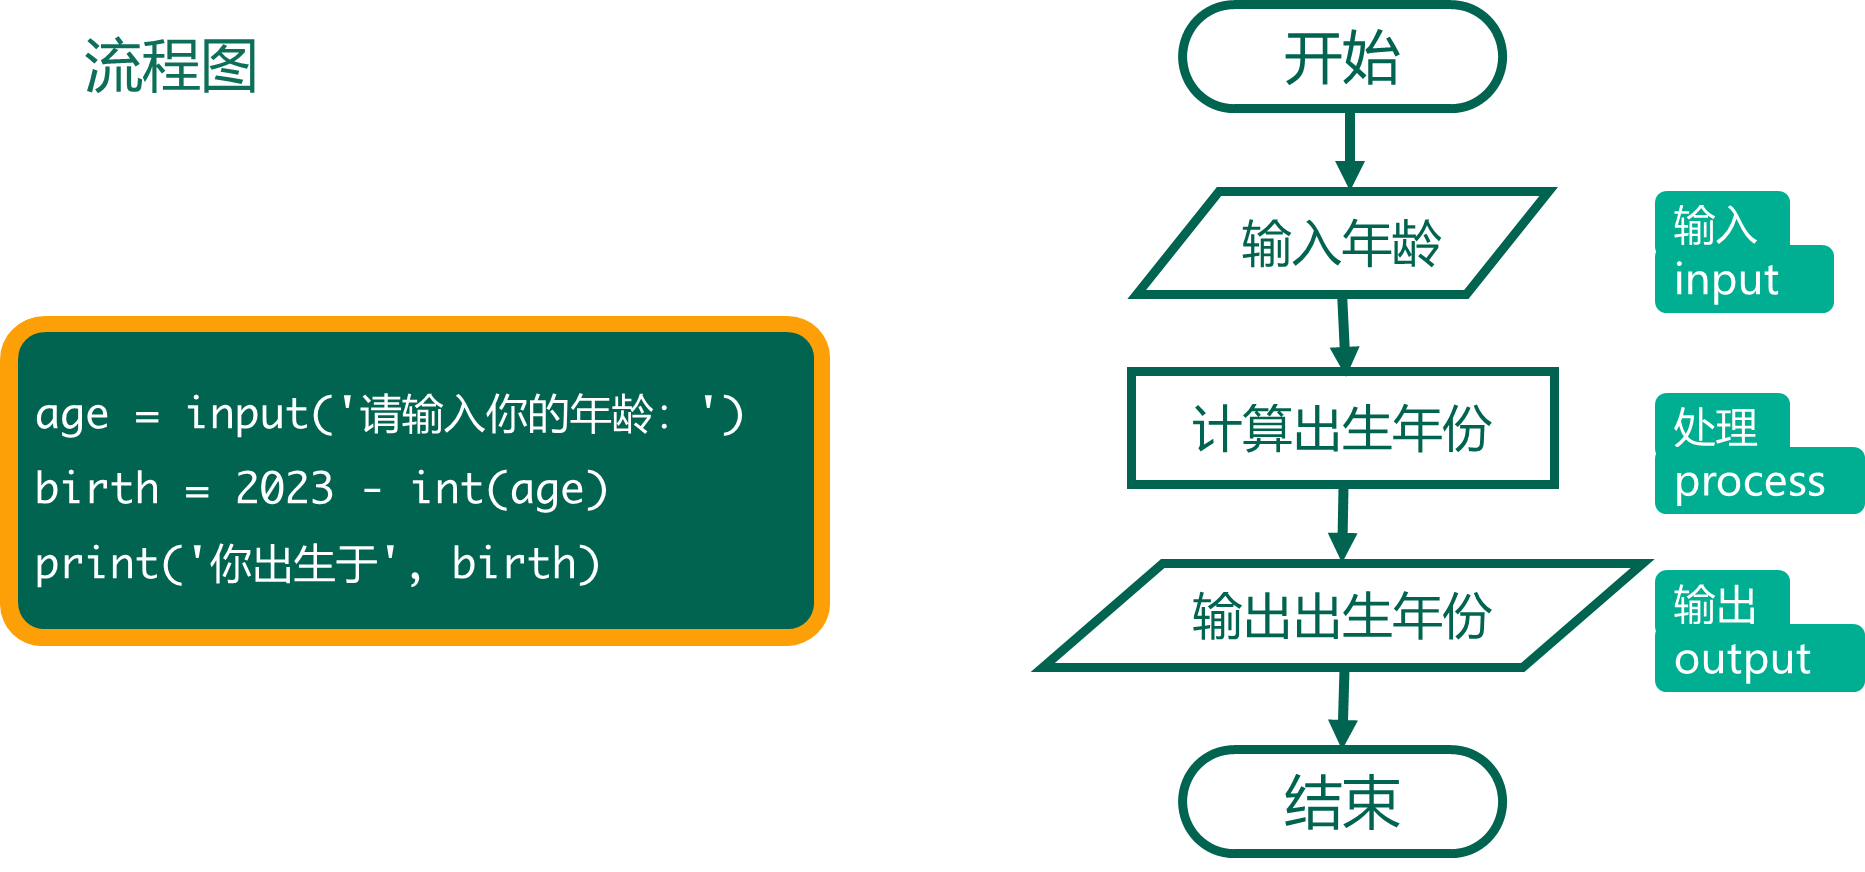 流程图
age = input('请输入你的年龄：')
birth = 2023 - int(age)
print('你出生于', birth)
开始
输入年龄
计算出生年份
输出出生年份
结束
输入
input
处理
process
输出
output